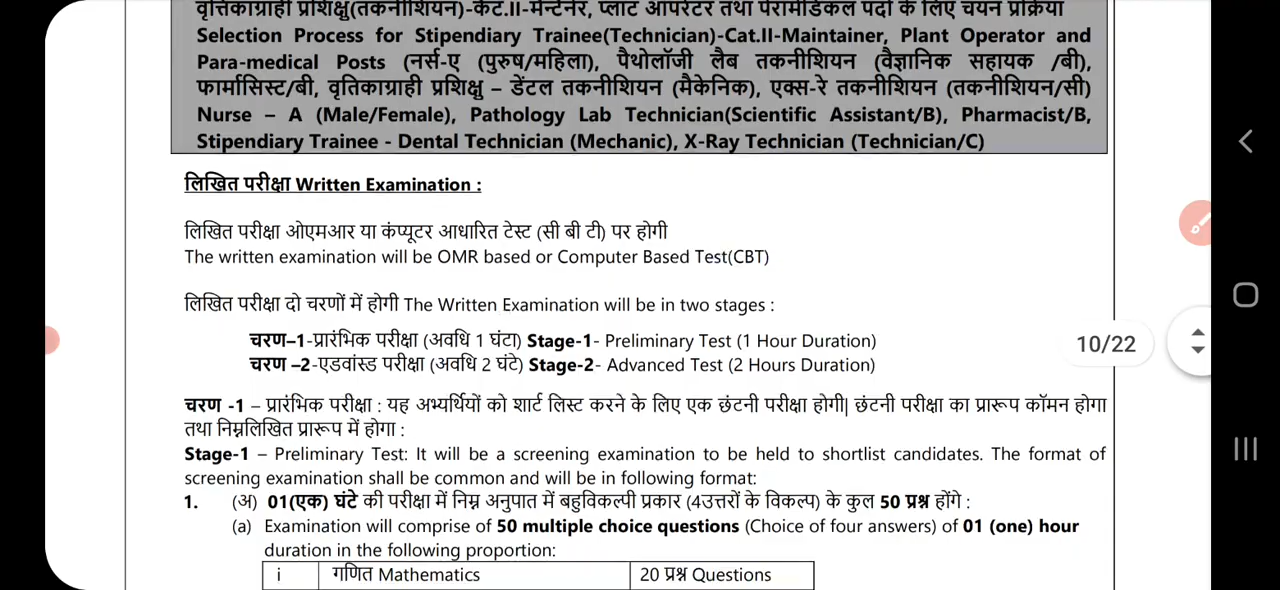 वृत्तिकाग्राही प्रशिक्षु(तकनीशियन)-कैट.II-मेन्टेनर, प्लांट ऑपरेटर तथा पैरामेडिकल पदों के लिए चयन प्रक्रिया
Selection Process for Stipendiary Trainee(Technician)-Cat.II-Maintainer, Plant Operator and
Para-medical Posts (नर्स-ए (पुरुष/महिला), पैथोलॉजी लैब तकनीशियन (वैज्ञानिक सहायक /बी),
फार्मासिस्ट/बी, वृतिकाग्राही प्रशिक्षु – डेंटल तकनीशियन (मैकेनिक), एक्स-रे तकनीशियन (तकनीशियन/सी)
Nurse – A (Male/Female), Pathology Lab Technician(Scientific Assistant/B), Pharmacist/B,
Stipendiary Trainee - Dental Technician (Mechanic), X-Ray Technician (Technician/C)
लिखित परीक्षा Written Examination :
लिखित परीक्षा ओएमआर या कंप्यूटर आधारित टेस्ट (सी बी टी) पर होगी
The written examination will be OMR based or Computer Based Test(CBT)
लिखित परीक्षा दो चरणों में होगी The Written Examination will be in two stages :
चरण–1-प्रारंभिक परीक्षा (अवधि 1 घंटा) Stage-1- Preliminary Test (1 Hour Duration)
चरण –2-एडवांस्ड परीक्षा (अवधि 2 घंटे) Stage-2- Advanced Test (2 Hours Duration)
10/22
चरण -1 – प्रारंभिक परीक्षा : यह अभ्यर्थियों को शार्ट लिस्ट करने के लिए एक छंटनी परीक्षा होगी| छंटनी परीक्षा का प्रारूप कॉमन होगा
तथा निम्नलिखित प्रारूप में होगा :
Stage-1 – Preliminary Test: It will be a screening examination to be held to shortlist candidates. The format of
screening examination shall be common and will be in following format:
1. (अ) 01(एक) घंटे की परीक्षा में निम्न अनुपात में बहुविकल्पी प्रकार (4उत्तरों के विकल्प) के कुल 50 प्रश्न होंगे :
(a) Examination will comprise of 50 multiple choice questions (Choice of four answers) of 01 (one) hour
duration in the following proportion:
i गणित Mathematics 20 प्रश्न Questions